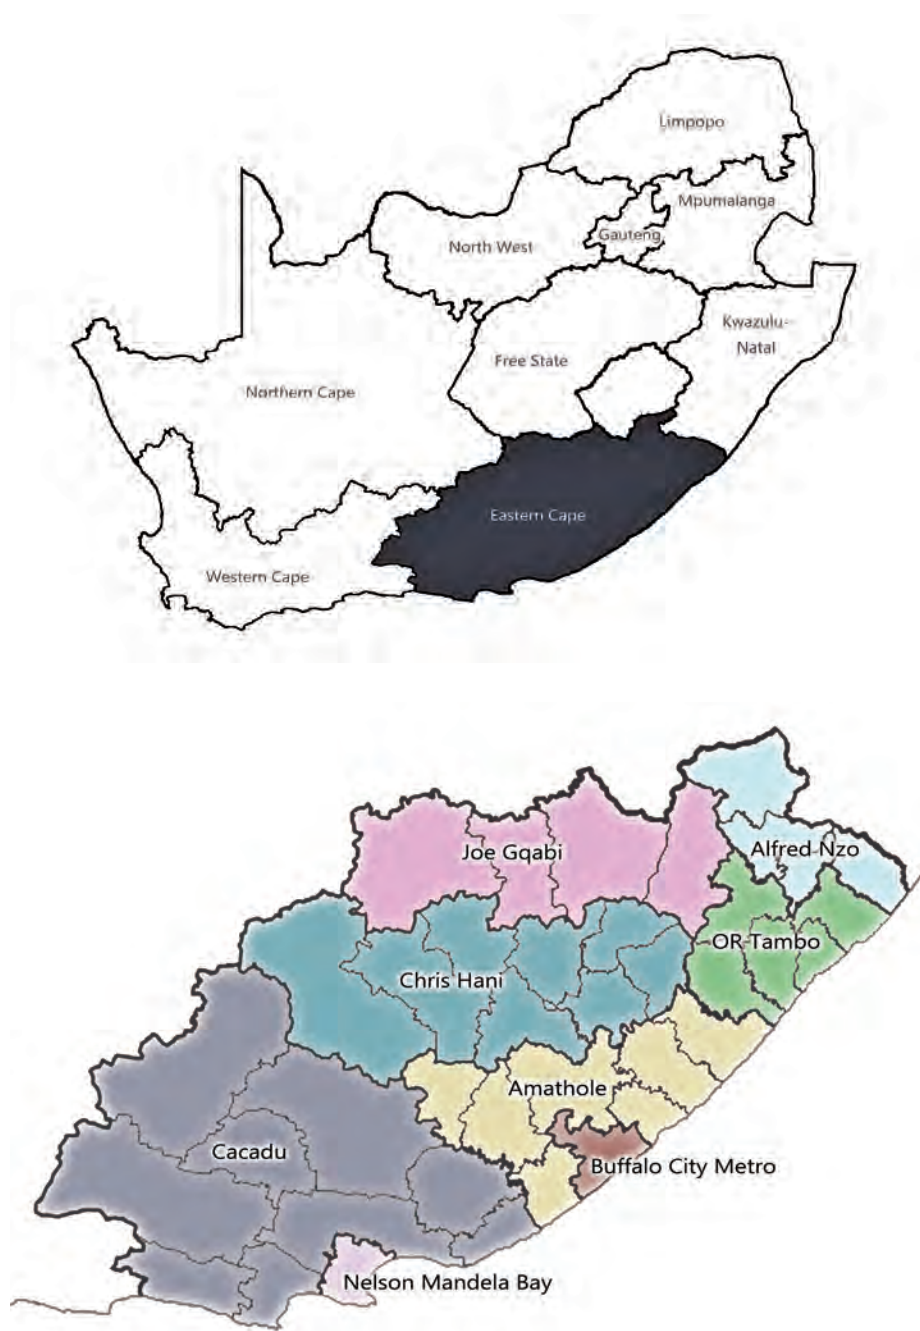 Limpopo
Mpumalanga
Gauteng
North West
Kwazulu-
Natal
Free State
Northern Cape
Eastern Cape
Western Cape
Alfred Nzo
Joe Gqabi
OR Tambo
Chris Hani
Amathole
Cacadu
Buffalo City Metro
Nelson Mandela Bay